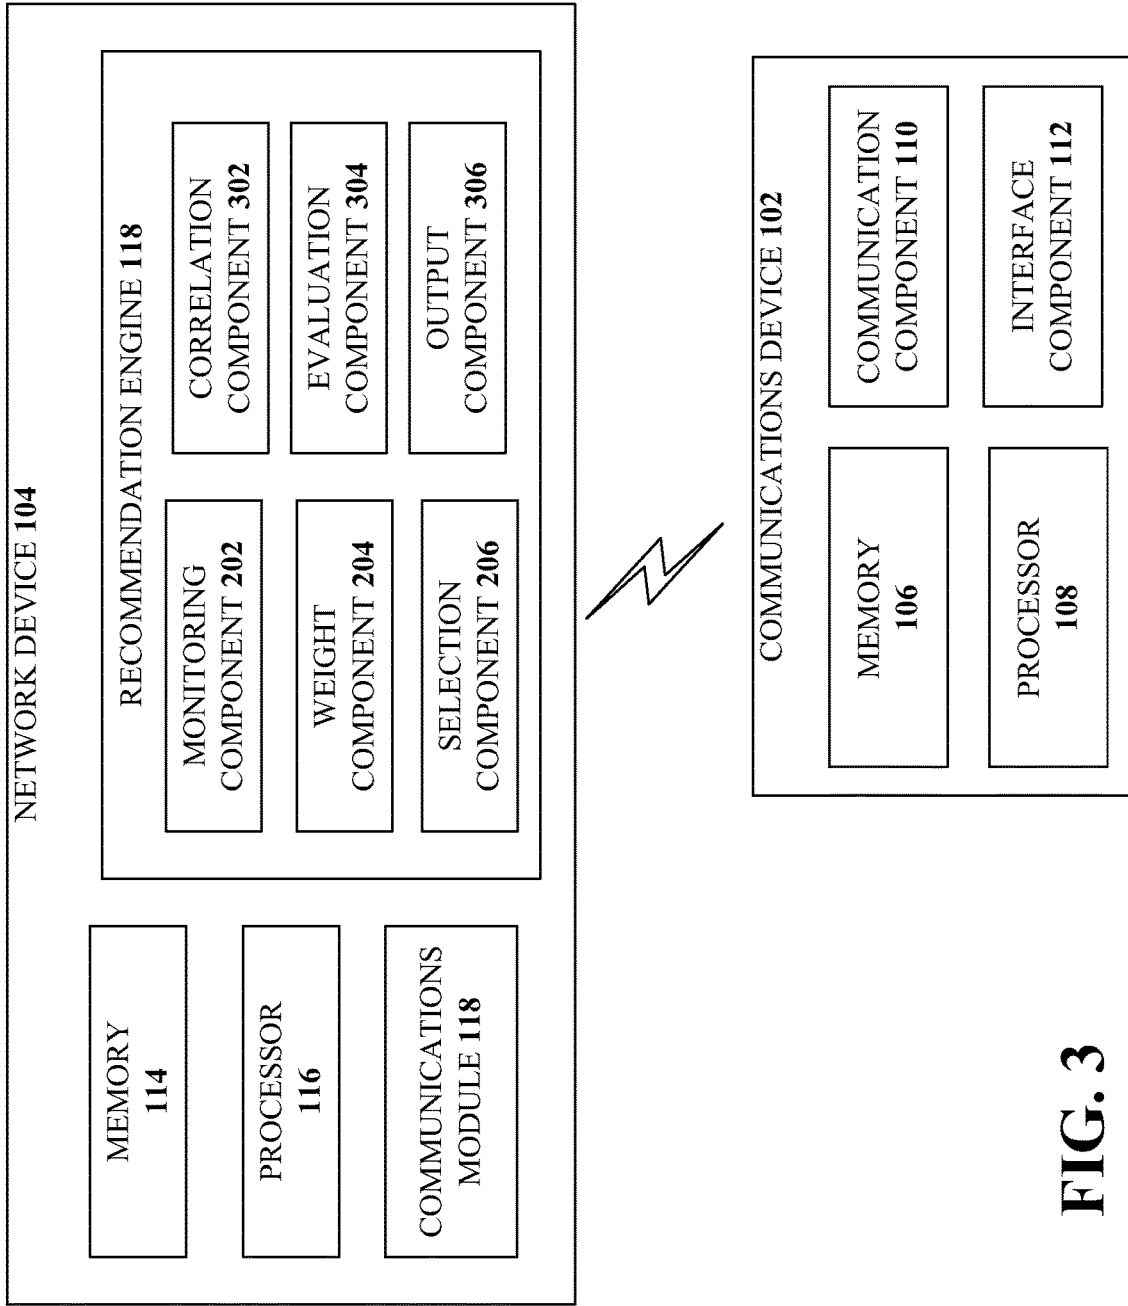 NETWORK DEVICE 104
MEMORY
114
PROCESSOR
116
COMMUNICATIONS
MODULE 118
RECOMMENDATION ENGINE 118
MONITORING
COMPONENT 202
CORRELATION
COMPONENT 302
WEIGHT
COMPONENT 204
EVALUATION
COMPONENT 304
SELECTION
COMPONENT 206
OUTPUT
COMPONENT 306
COMMUNICATIONS DEVICE 102
MEMORY
106
COMMUNICATION
COMPONENT 110
PROCESSOR
108
INTERFACE
COMPONENT 112
FIG. 3